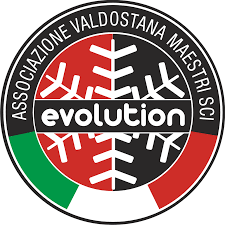 ASSOCIAZIONE VALDOSTANA MAESTRI SCI
evolution